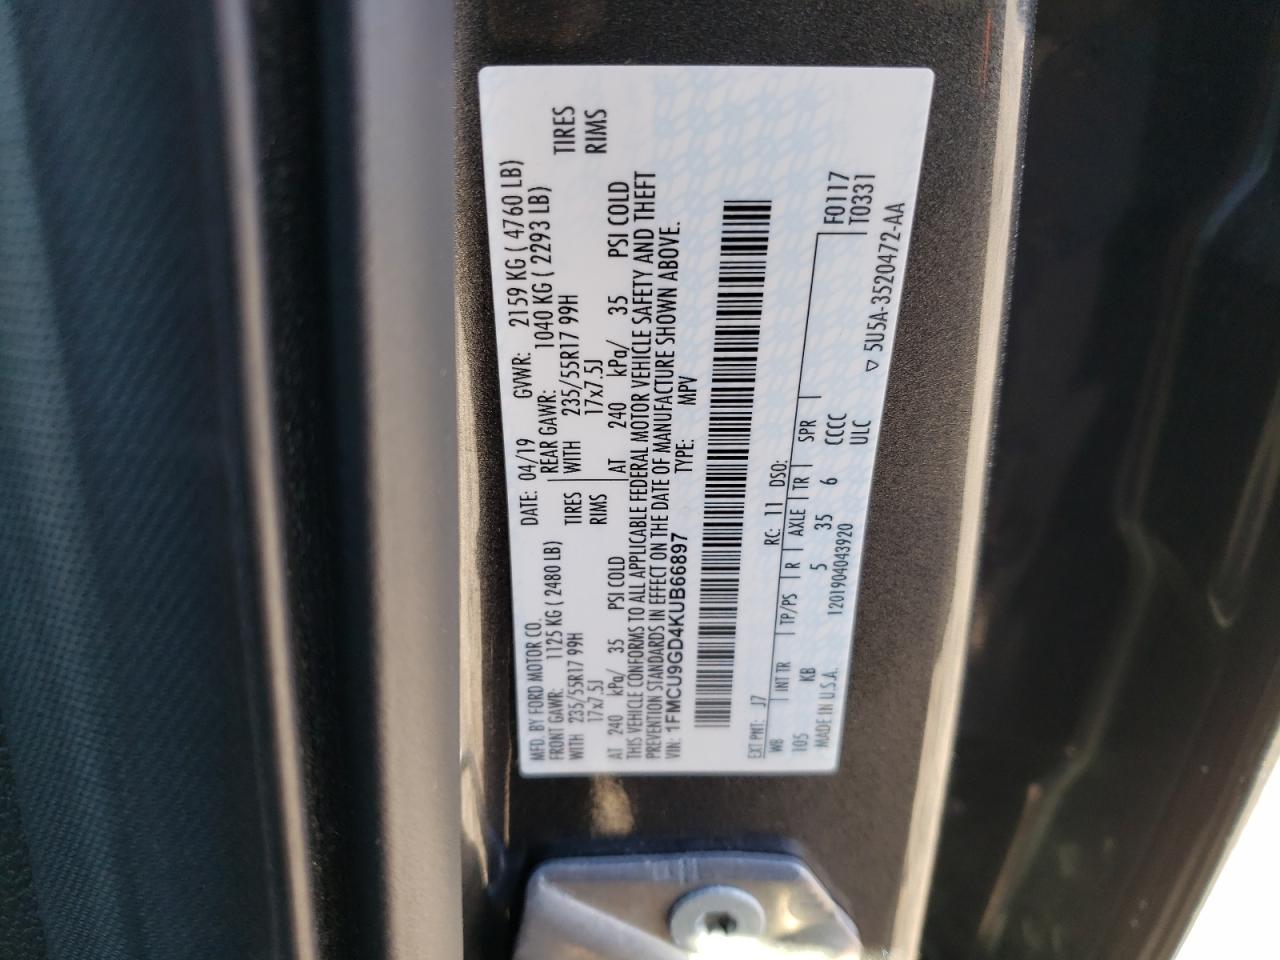 MFD. BY FORD MOTOR CO.
DATE: 04/19 GVWR: 2159 KG ( 4760 LB)
FRONT GAWR: 1125 KG ( 2480 LB) REAR GAWR: 1040 KG ( 2293 LB)
WITH 235/55R17 99H TIRES WITH 235/55R17 99H TIRES
17x7.5J RIMS 17x7.5J RIMS
AT 240 kPa/ 35 PSI COLD AT 240 kPa/ 35 PSI COLD
THIS VEHICLE CONFORMS TO ALL APPLICABLE FEDERAL MOTOR VEHICLE SAFETY AND THEFT
PREVENTION STANDARDS IN EFFECT ON THE DATE OF MANUFACTURE SHOWN ABOVE.
VIN: 1FMCU9GD4KUB66897 TYPE: MPV
EXT PNT: J7 RC: 11 DSO:
WB INT TR TP/PS R AXLE TR SPR F0117
105 KB 5 35 6 CCCC T0331
MADE IN U.S.A. 1201904043920 ULC
▽ 5U5A-3520472-AA